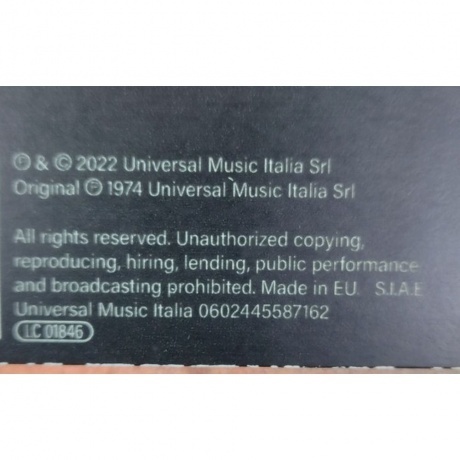 ℗ & © 2022 Universal Music Italia Srl
Original ℗ 1974 Universal Music Italia Srl
All rights reserved. Unauthorized copying,
reproducing, hiring, lending, public performance
and broadcasting prohibited. Made in EU. S.I.A.E
Universal Music Italia 0602445587162
LC 01846